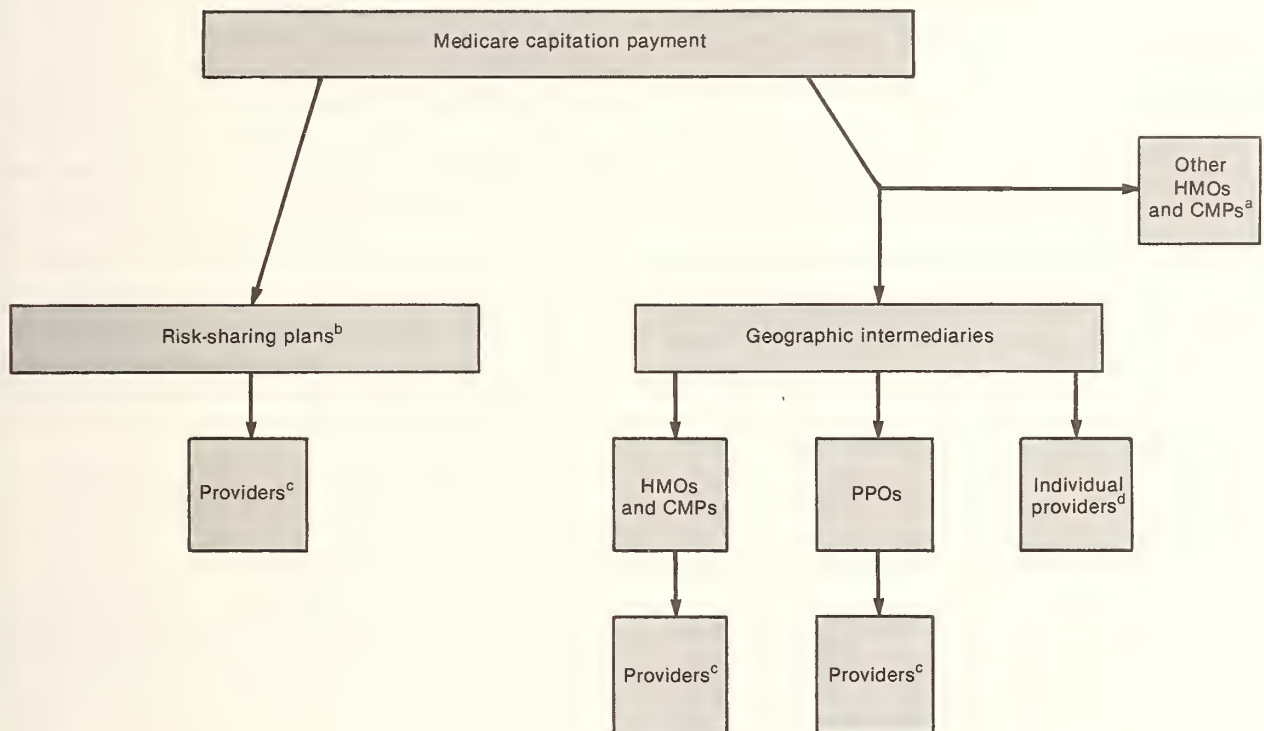 Medicare capitation payment
Other
HMOs
and CMPsᵃ
Risk-sharing plansᵇ
Geographic intermediaries
Providersᶜ
HMOs
and CMPs
PPOs
Individual
providersᵈ
Providersᶜ
Providersᶜ